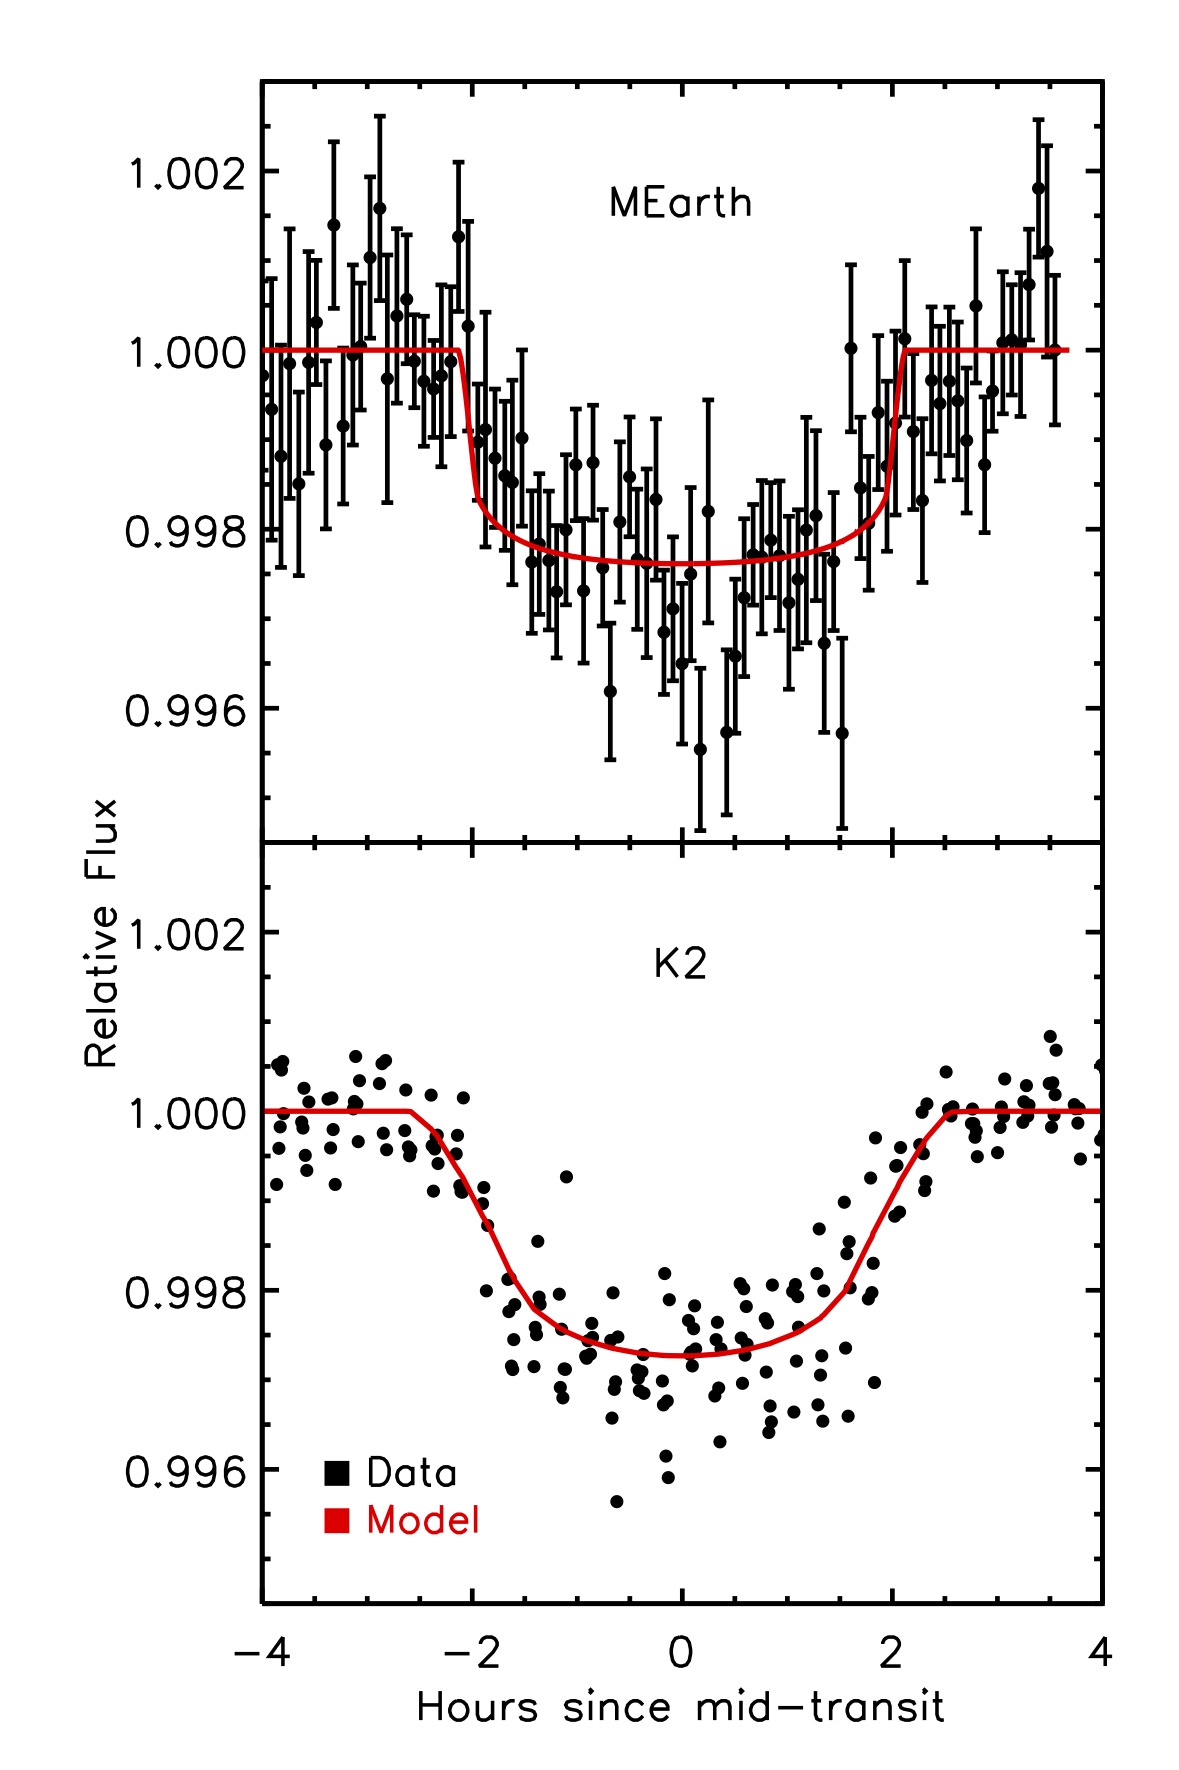 MEarth
1.002
1.000
0.998
0.996
Relative Flux
K2
1.002
1.000
0.998
0.996
Data
Model
−4 −2 0 2 4
Hours since mid−transit